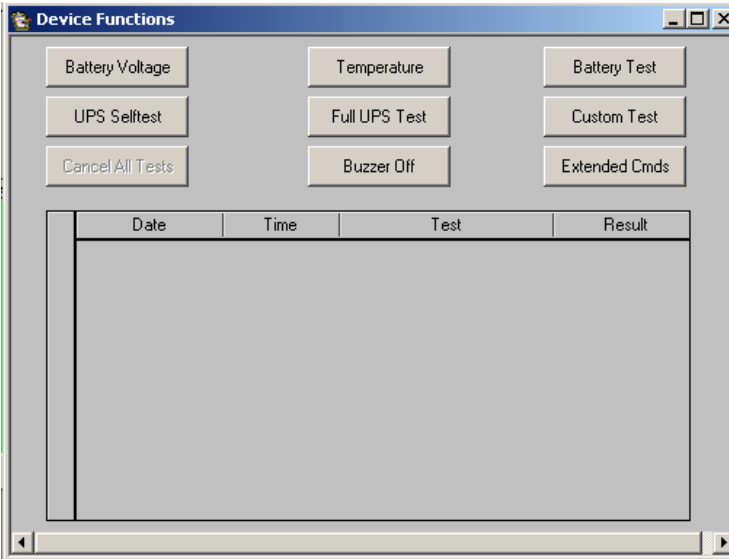 Device Functions
Battery Voltage Temperature Battery Test
UPS Selftest Full UPS Test Custom Test
Cancel All Tests Buzzer Off Extended Cmds
Date Time Test Result